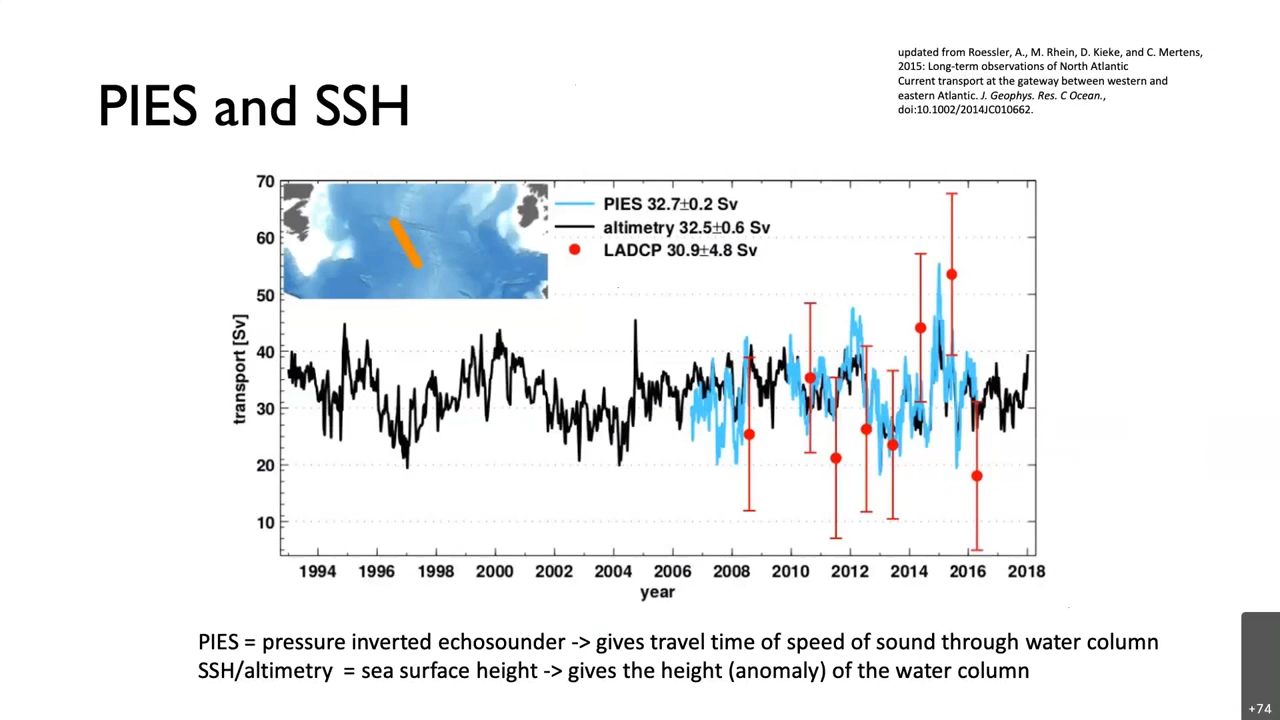 updated from Roessler, A., M. Rhein, D. Kieke, and C. Mertens,
2015: Long-term observations of North Atlantic
Current transport at the gateway between western and
eastern Atlantic. J. Geophys. Res. C Ocean.,
doi:10.1002/2014JC010662.
PIES and SSH
PIES 32.7±0.2 Sv
altimetry 32.5±0.6 Sv
LADCP 30.9±4.8 Sv
transport [Sv]
70
60
50
40
30
20
10
1994 1996 1998 2000 2002 2004 2006 2008 2010 2012 2014 2016 2018
year
PIES = pressure inverted echosounder -> gives travel time of speed of sound through water column
SSH/altimetry = sea surface height -> gives the height (anomaly) of the water column
+74